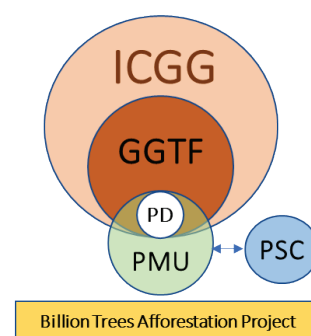 ICGG
GGTF
PD
PMU
PSC
Billion Trees Afforestation Project